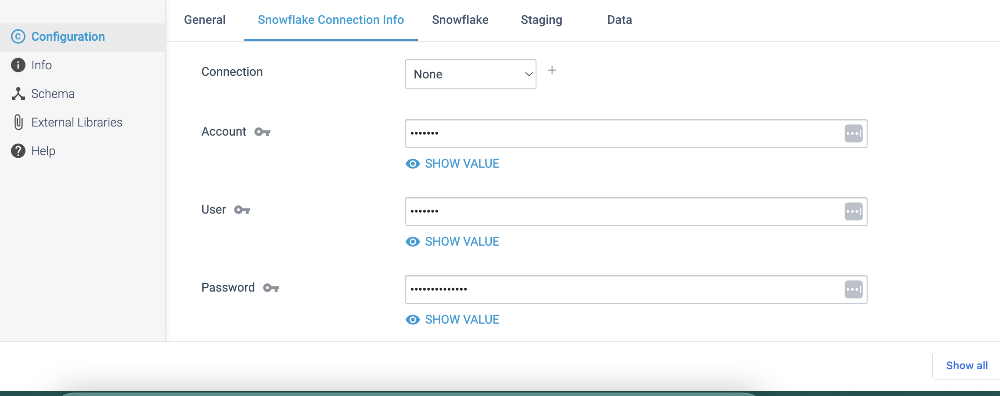 General
Snowflake Connection Info
Snowflake
Staging
Data
Configuration
Info
Schema
External Libraries
Help
Connection
None
Account
•••••••
SHOW VALUE
User
•••••••
SHOW VALUE
Password
••••••••••••••
SHOW VALUE
Show all